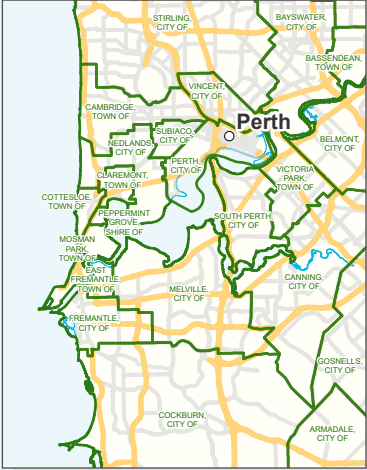 STIRLING,
CITY OF
BAYSWATER,
CITY OF
BASSENDEAN,
TOWN OF
VINCENT,
CITY OF
CAMBRIDGE,
TOWN OF
Perth
SUBIACO,
CITY OF
NEDLANDS,
CITY OF
BELMONT,
CITY OF
PERTH,
CITY OF
CLAREMONT,
TOWN OF
VICTORIA
PARK,
TOWN OF
COTTESLOE,
TOWN OF
PEPPERMINT
GROVE,
SHIRE OF
SOUTH PERTH,
CITY OF
MOSMAN
PARK,
TOWN OF
EAST
FREMANTLE,
TOWN OF
CANNING,
CITY OF
MELVILLE,
CITY OF
FREMANTLE,
CITY OF
GOSNELLS,
CITY OF
COCKBURN,
CITY OF
ARMADALE,
CITY OF